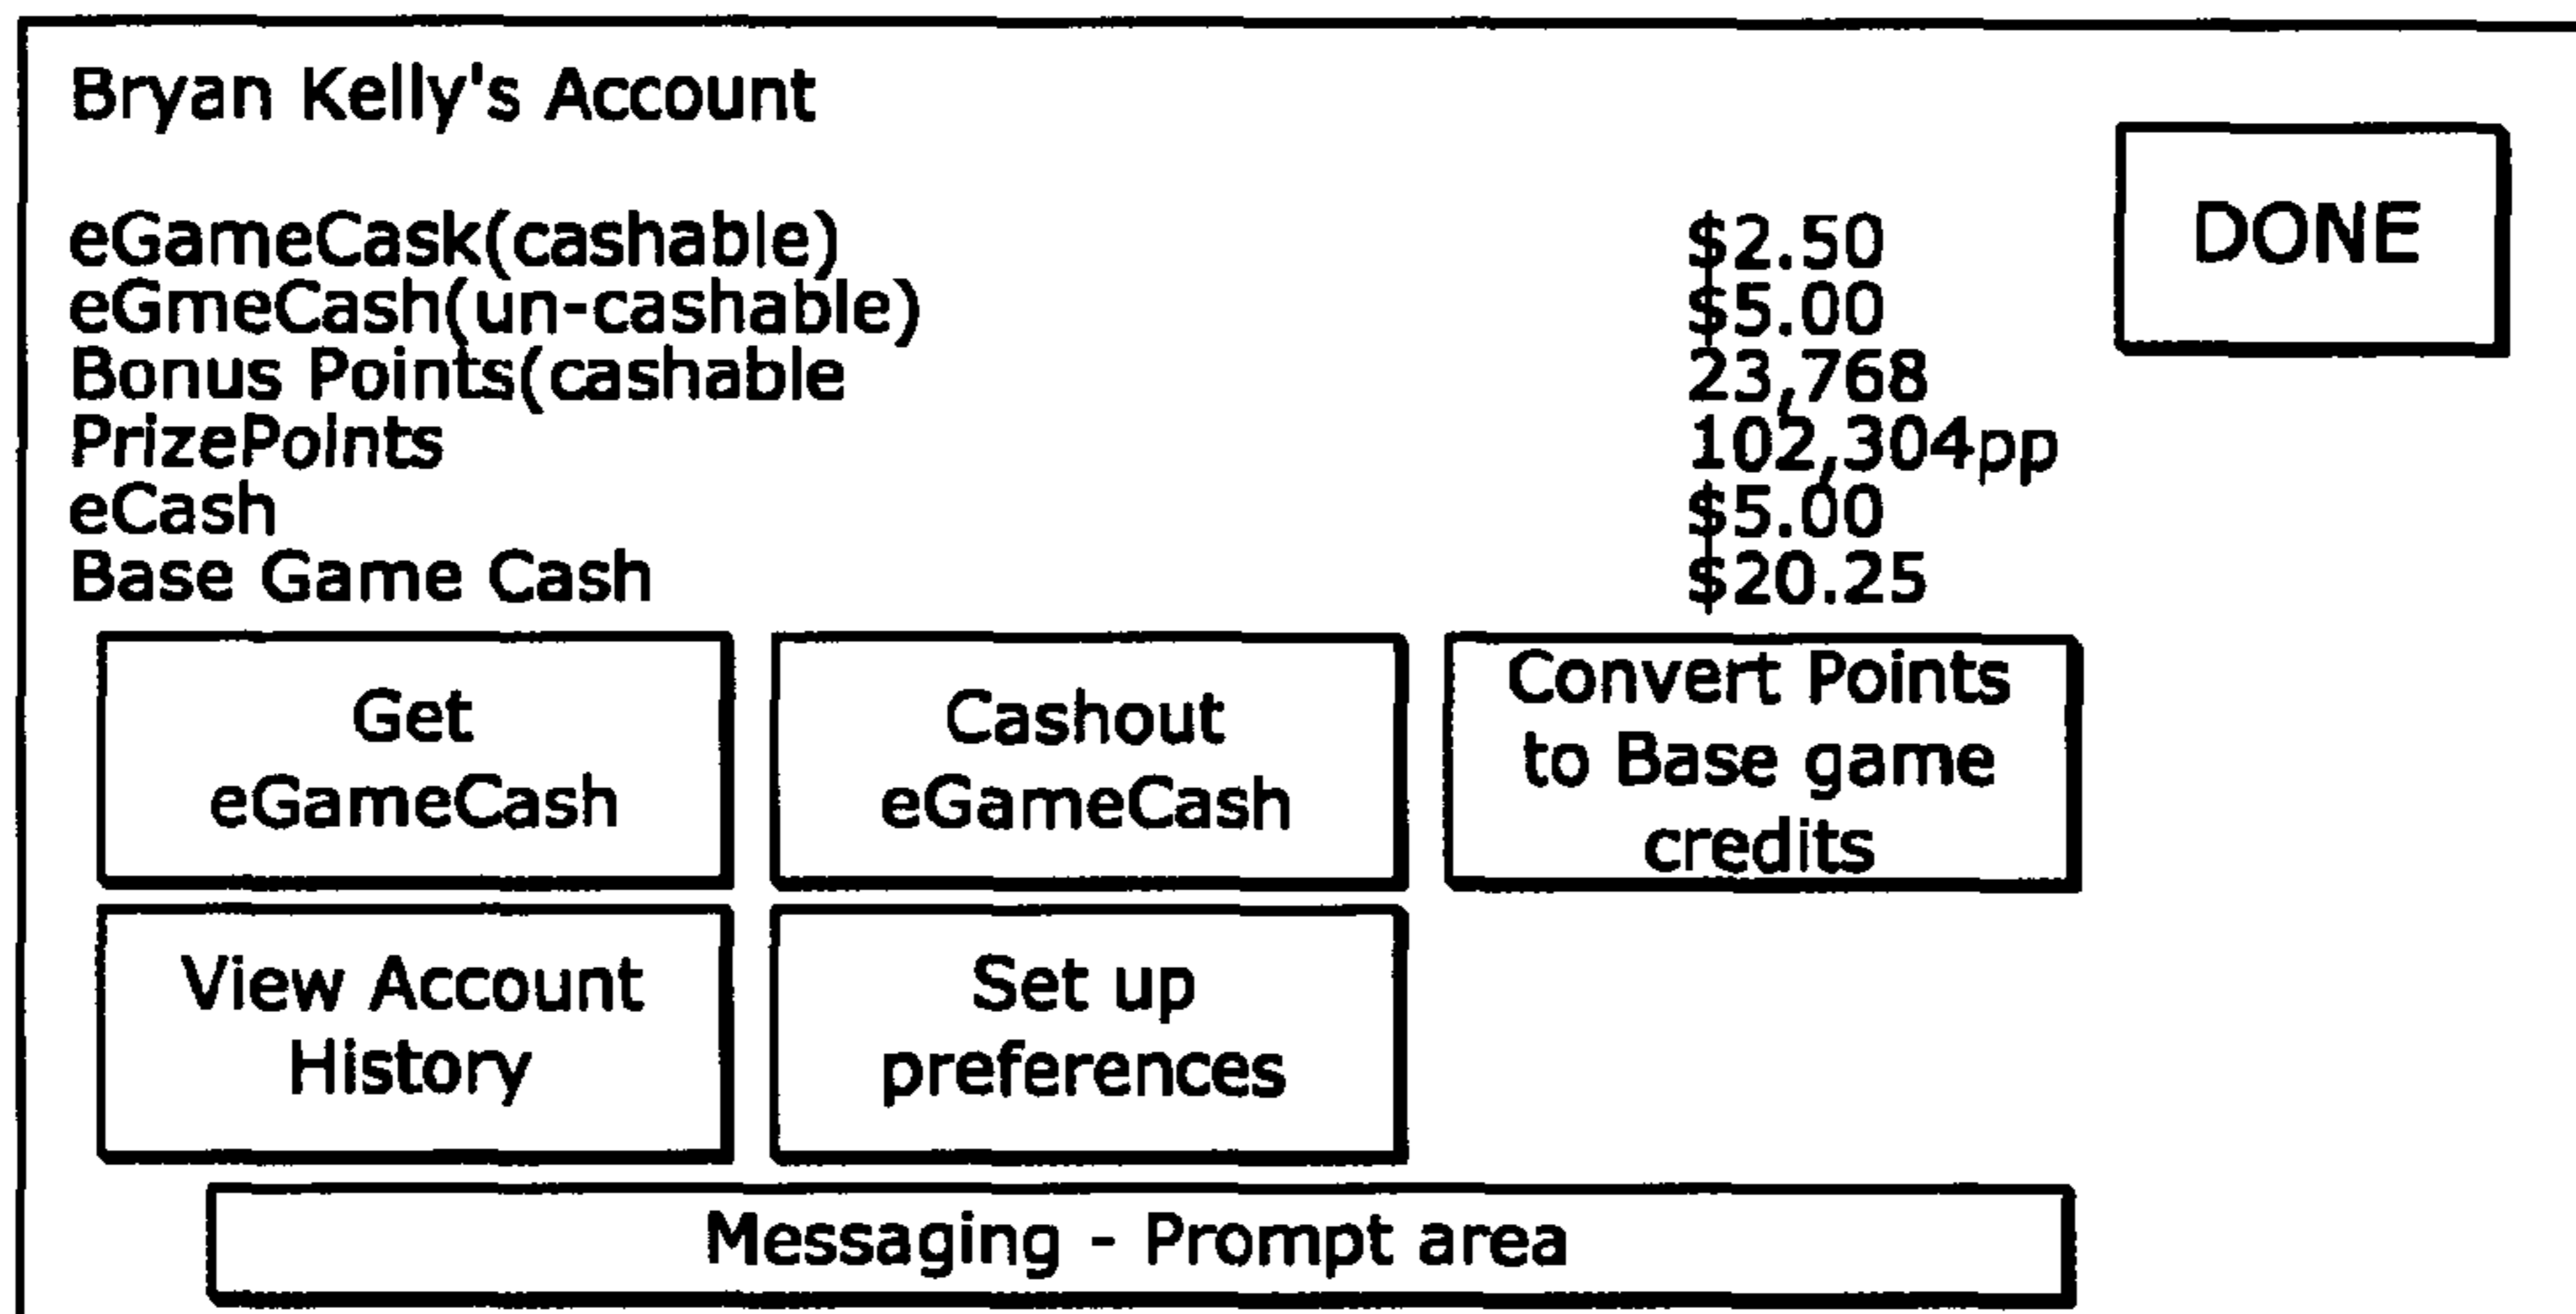 Bryan Kelly's Account
DONE
eGameCask(cashable) $2.50
eGmeCash(un-cashable) $5.00
Bonus Points(cashable 23,768
PrizePoints 102,304pp
eCash $5.00
Base Game Cash $20.25
Get
eGameCash
Cashout
eGameCash
Convert Points
to Base game
credits
View Account
History
Set up
preferences
Messaging - Prompt area